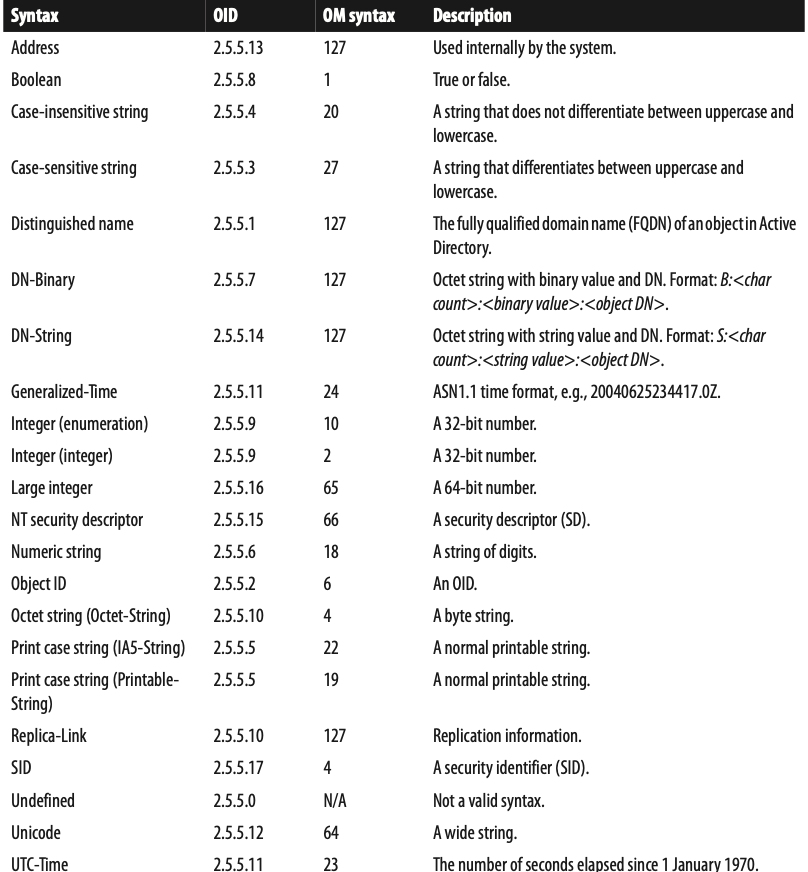 Syntax OID OM syntax Description
Address 2.5.5.13 127 Used internally by the system.
Boolean 2.5.5.8 1 True or false.
Case-insensitive string 2.5.5.4 20 A string that does not differentiate between uppercase and
lowercase.
Case-sensitive string 2.5.5.3 27 A string that differentiates between uppercase and
lowercase.
Distinguished name 2.5.5.1 127 The fully qualified domain name (FQDN) of an object in Active
Directory.
DN-Binary 2.5.5.7 127 Octet string with binary value and DN. Format: B:<char
count>:<binary value>:<object DN>.
DN-String 2.5.5.14 127 Octet string with string value and DN. Format: S:<char
count>:<string value>:<object DN>.
Generalized-Time 2.5.5.11 24 ASN1.1 time format, e.g., 20040625234417.0Z.
Integer (enumeration) 2.5.5.9 10 A 32-bit number.
Integer (integer) 2.5.5.9 2 A 32-bit number.
Large integer 2.5.5.16 65 A 64-bit number.
NT security descriptor 2.5.5.15 66 A security descriptor (SD).
Numeric string 2.5.5.6 18 A string of digits.
Object ID 2.5.5.2 6 An OID.
Octet string (Octet-String) 2.5.5.10 4 A byte string.
Print case string (IA5-String) 2.5.5.5 22 A normal printable string.
Print case string (Printable- 2.5.5.5 19 A normal printable string.
String)
Replica-Link 2.5.5.10 127 Replication information.
SID 2.5.5.17 4 A security identifier (SID).
Undefined 2.5.5.0 N/A Not a valid syntax.
Unicode 2.5.5.12 64 A wide string.
UTC-Time 2.5.5.11 23 The number of seconds elapsed since 1 January 1970.